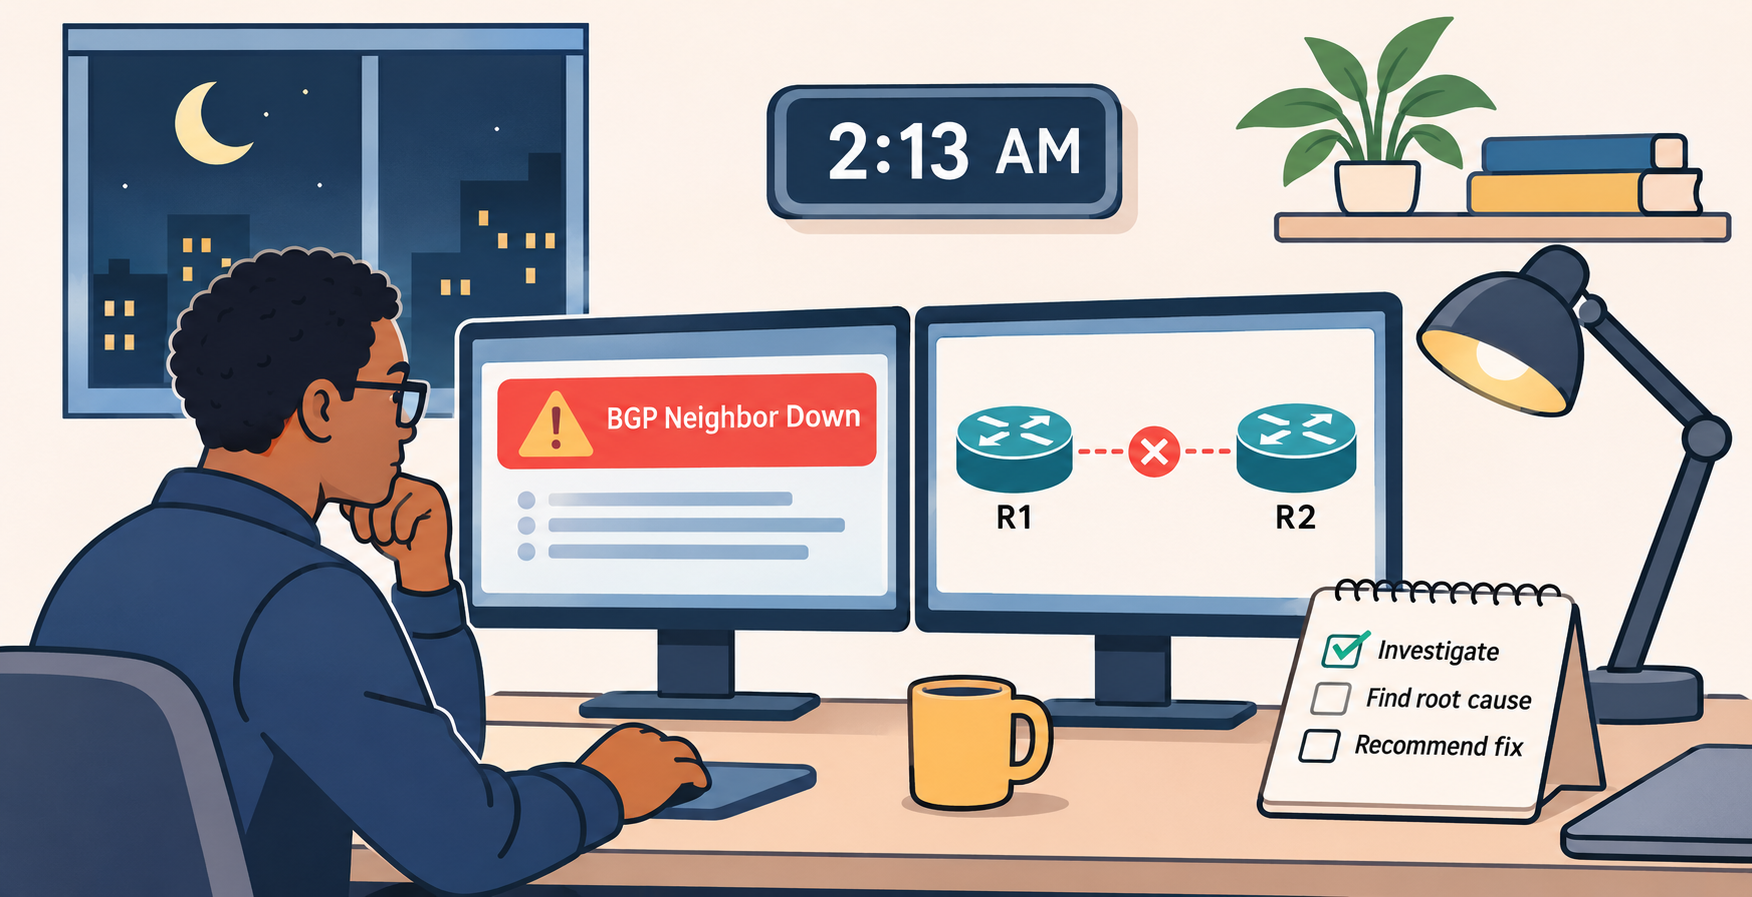 2:13 AM
BGP Neighbor Down
R1
R2
Investigate
Find root cause
Recommend fix